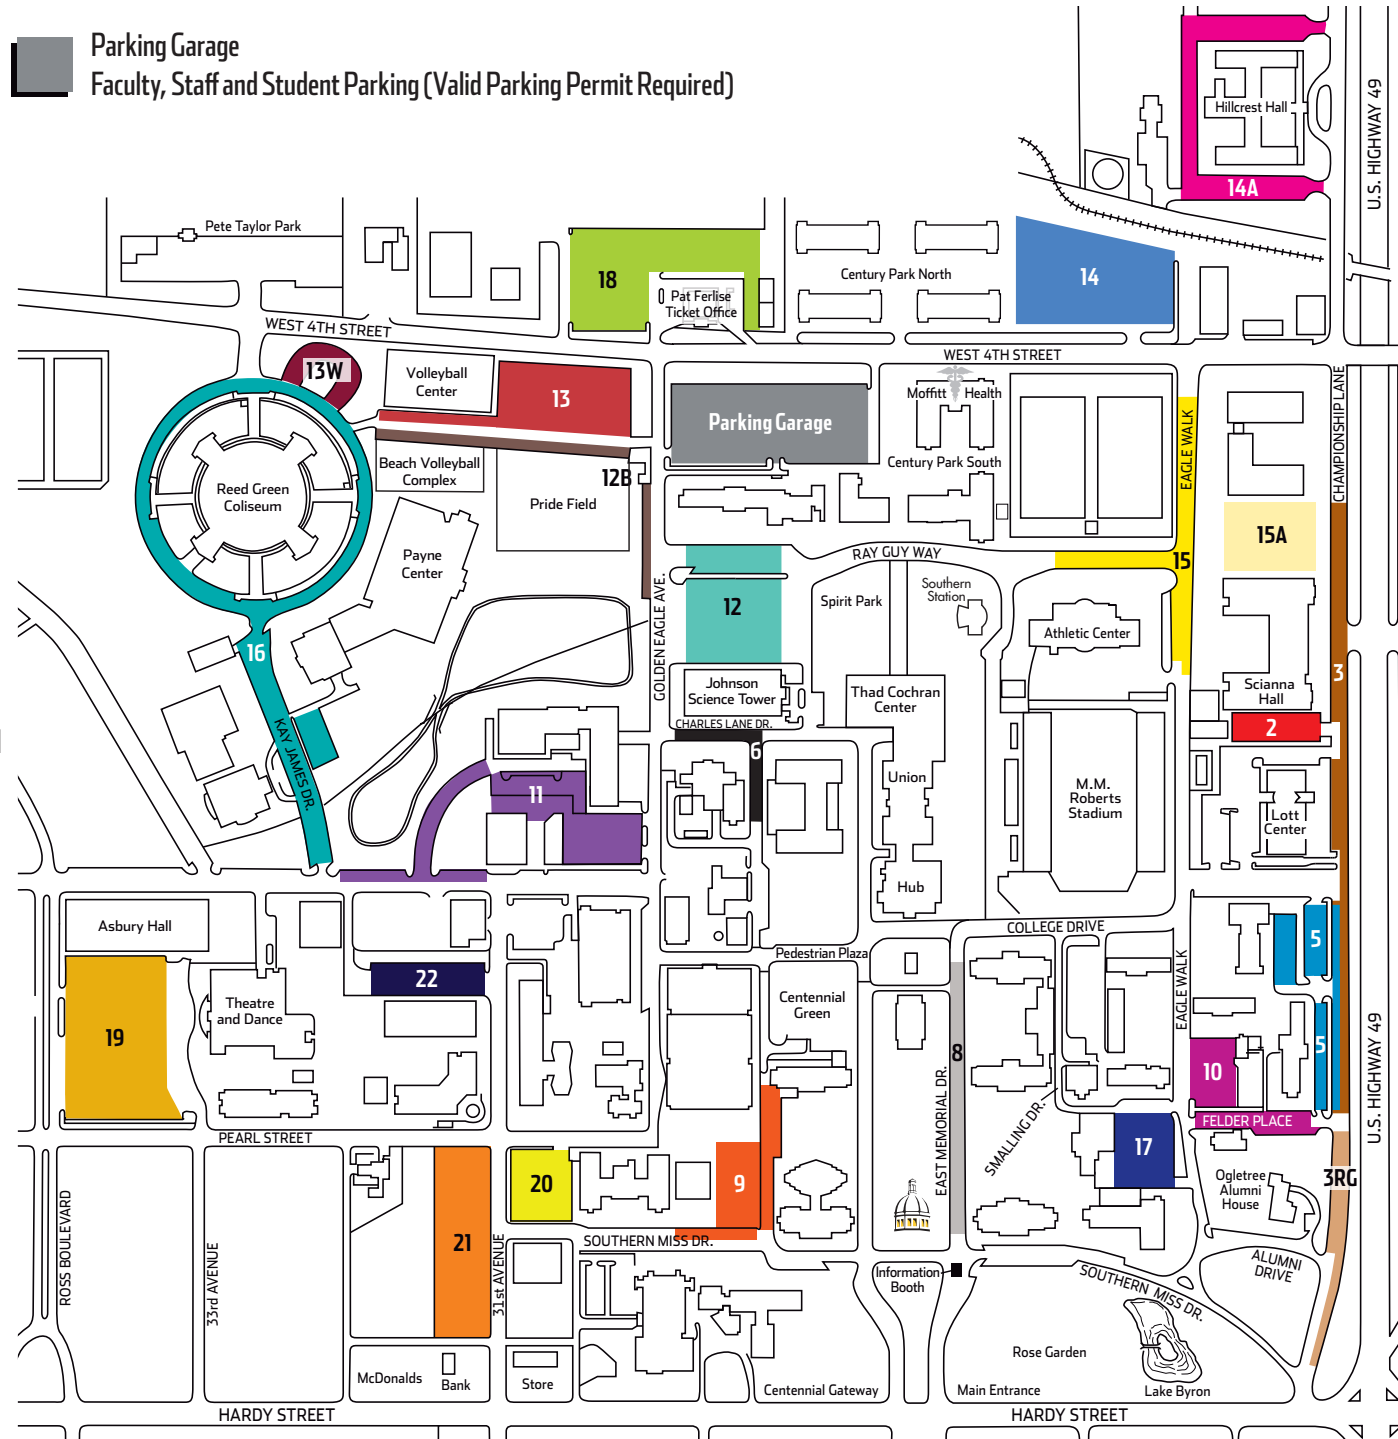 Parking Garage
Faculty, Staff and Student Parking (Valid Parking Permit Required)
Hillcrest Hall
U.S. HIGHWAY 49
14A
Pete Taylor Park
18
Pat Ferlise
Ticket Office
Century Park North
14
WEST 4TH STREET
WEST 4TH STREET
13W
Volleyball
Center
13
Parking Garage
Moffitt Health
EAGLE WALK
CHAMPIONSHIP LANE
Beach Volleyball
Complex
12B
Century Park South
Reed Green
Coliseum
Pride Field
15A
Payne
Center
RAY GUY WAY
15
GOLDEN EAGLE AVE.
12
Spirit Park
Southern
Station
Athletic Center
16
3
Johnson
Science Tower
Thad Cochran
Center
Scianna
Hall
CHARLES LANE DR.
2
KAY JAMES DR.
6
Union
M.M.
Roberts
Stadium
11
Lott
Center
Hub
Asbury Hall
COLLEGE DRIVE
5
Pedestrian Plaza
22
EAGLE WALK
Theatre
and Dance
Centennial
Green
19
8
5
U.S. HIGHWAY 49
10
EAST MEMORIAL DR.
SMALLING DR.
FELDER PLACE
PEARL STREET
17
20
9
Ogletree
Alumni
House
3RG
ROSS BOULEVARD
33rd AVENUE
21
31st AVENUE
SOUTHERN MISS DR.
Information
Booth
ALUMNI
DRIVE
SOUTHERN MISS DR.
Rose Garden
McDonalds
Bank
Store
Centennial Gateway
Main Entrance
Lake Byron
HARDY STREET
HARDY STREET